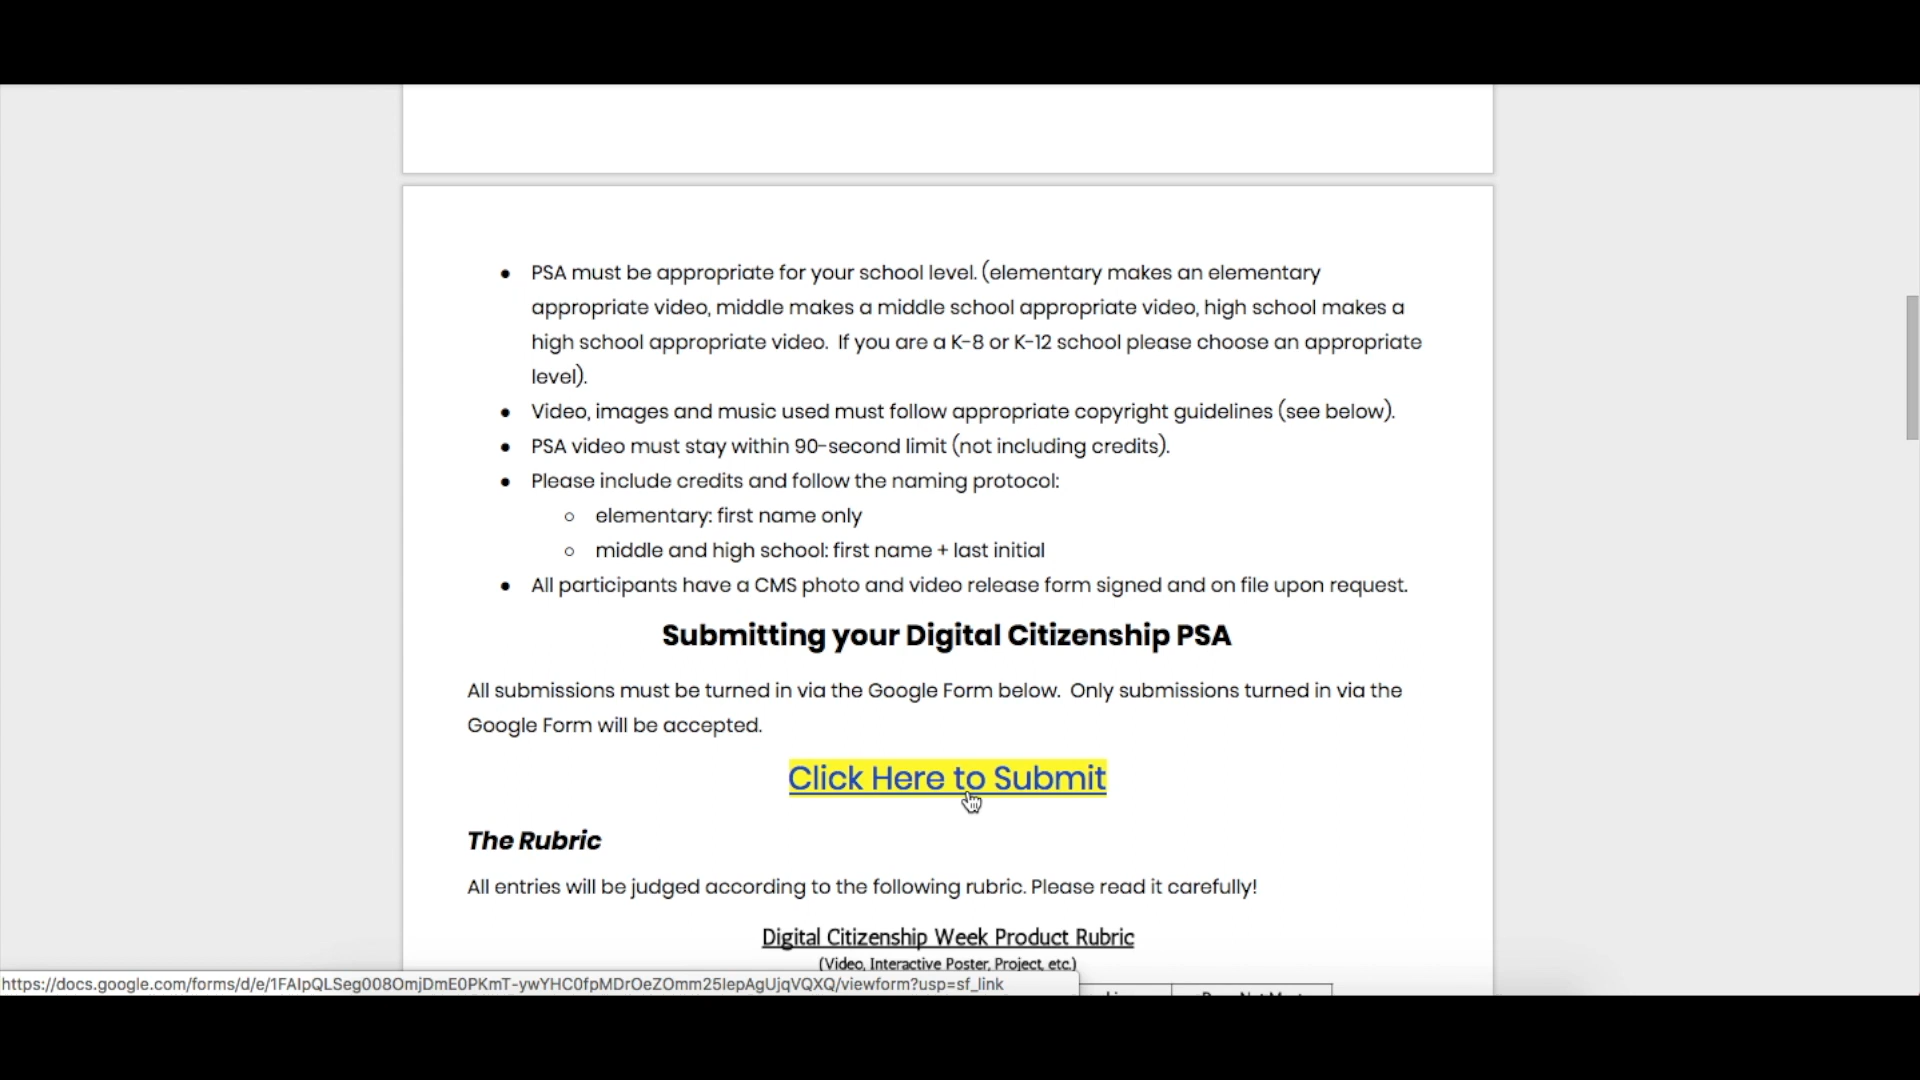 ● PSA must be appropriate for your school level. (elementary makes an elementary
appropriate video, middle makes a middle school appropriate video, high school makes a
high school appropriate video.  If you are a K-8 or K-12 school please choose an appropriate
level).
● Video, images and music used must follow appropriate copyright guidelines (see below).
● PSA video must stay within 90-second limit (not including credits).
● Please include credits and follow the naming protocol:
○ elementary: first name only
○ middle and high school: first name + last initial
● All participants have a CMS photo and video release form signed and on file upon request.
Submitting your Digital Citizenship PSA
All submissions must be turned in via the Google Form below.  Only submissions turned in via the
Google Form will be accepted.
Click Here to Submit
The Rubric
All entries will be judged according to the following rubric. Please read it carefully!
Digital Citizenship Week Product Rubric
(Video, Interactive Poster, Project, etc.)
https://docs.google.com/forms/d/e/1FAIpQLSeg008OmjDmE0PKmT-ywYHC0fpMDrOeZOmm25IepAgUjqVQXQ/viewform?usp=sf_link